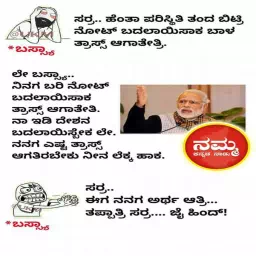 ಸರ್ರ.. ಹೆಂತಾ ಪರಿಸ್ಥಿತಿ ತಂದ ಬಿಟ್ರಿ
ನೋಟ್ ಬದಲಾಯಿಸಾಕ ಬಾಳ
ತ್ರಾಸ್ ಆಗಾತೇತ್ರಿ.
*ಬಸ್ಸ್ಯಾ
ಲೇ ಬಸ್ಸ್ಯಾ..
ನಿನಗ ಬರಿ ನೋಟ್
ಬದಲಾಯಿಸಾಕ
ತ್ರಾಸ್ ಆಗಾತೇತಿ.
ನಾ ಇಡಿ ದೇಶನ
ಬದಲಾಯಿಸ್ಬೇಕ ಲೇ.
ನನಗ ಎಷ್ಟ ತ್ರಾಸ್
ಆಗತಿರಬೇಕು ನೀನ ಲೆಕ್ಕ ಹಾಕ.
ನಮ್ಮ
ಸರ್ರ..
ಈಗ ನನಗ ಅರ್ಥ ಆತ್ರಿ...
ತಪ್ಪಾತ್ರಿ ಸರ್ರ.... ಜೈ ಹಿಂದ್!
*ಬಸ್ಸ್ಯಾ